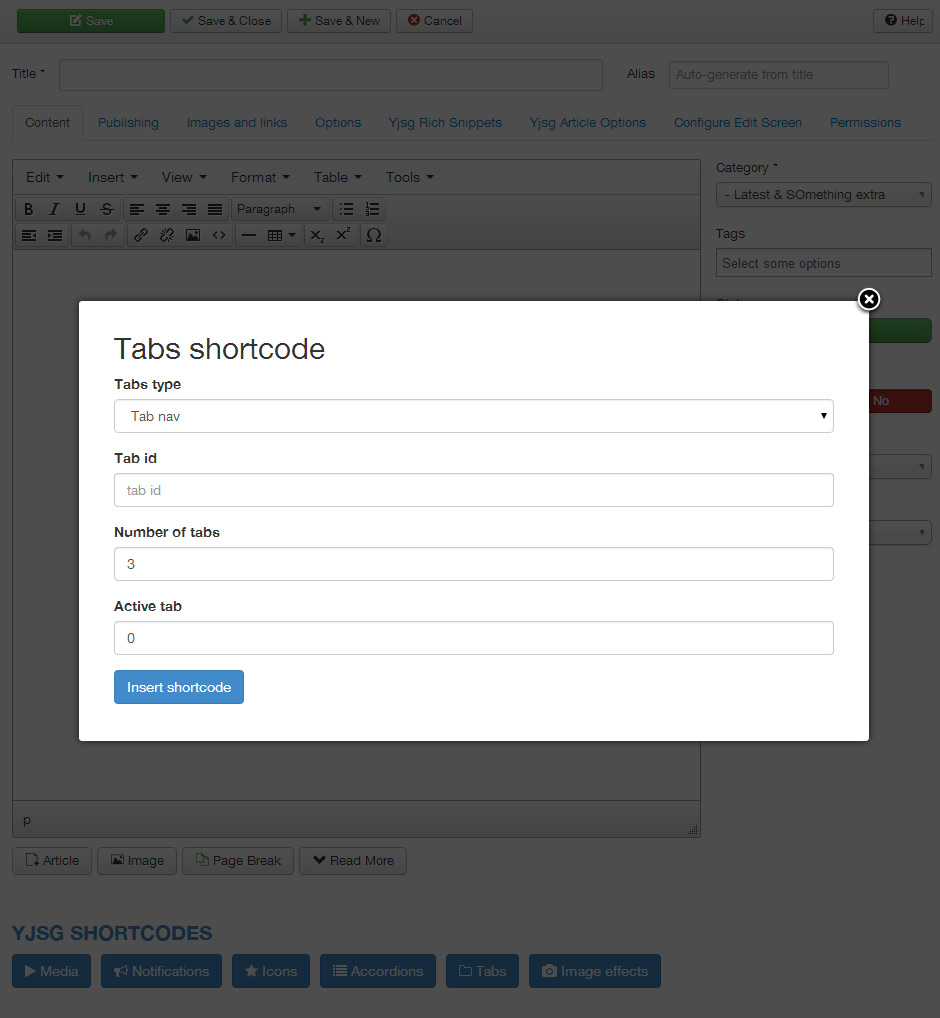 Save Save & Close Save & New Cancel Help
Title * Alias Auto-generate from title
Content Publishing Images and links Options Yjsg Rich Snippets Yjsg Article Options Configure Edit Screen Permissions
Edit Insert View Format Table Tools
Category *
- Latest & SOmething extra
B I U S Paragraph
Tags
Select some options
Tabs shortcode
Tabs type
Tab nav
No
Tab id
tab id
Number of tabs
3
Active tab
0
Insert shortcode
p
Article Image Page Break Read More
YJSG SHORTCODES
Media Notifications Icons Accordions Tabs Image effects